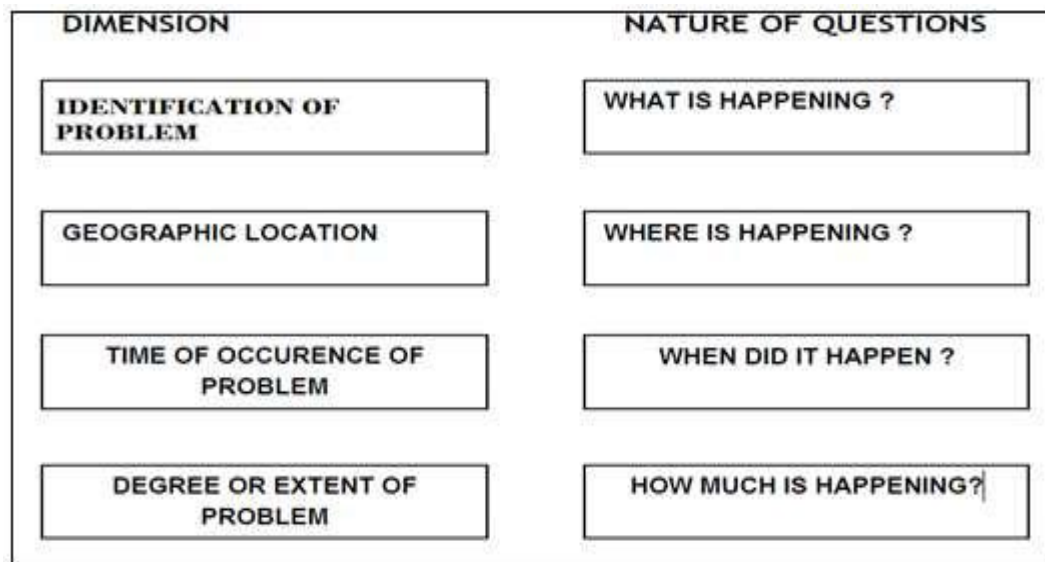 DIMENSION
NATURE OF QUESTIONS
IDENTIFICATION OF
PROBLEM
WHAT IS HAPPENING ?
GEOGRAPHIC LOCATION
WHERE IS HAPPENING ?
TIME OF OCCURENCE OF
PROBLEM
WHEN DID IT HAPPEN ?
DEGREE OR EXTENT OF
PROBLEM
HOW MUCH IS HAPPENING?